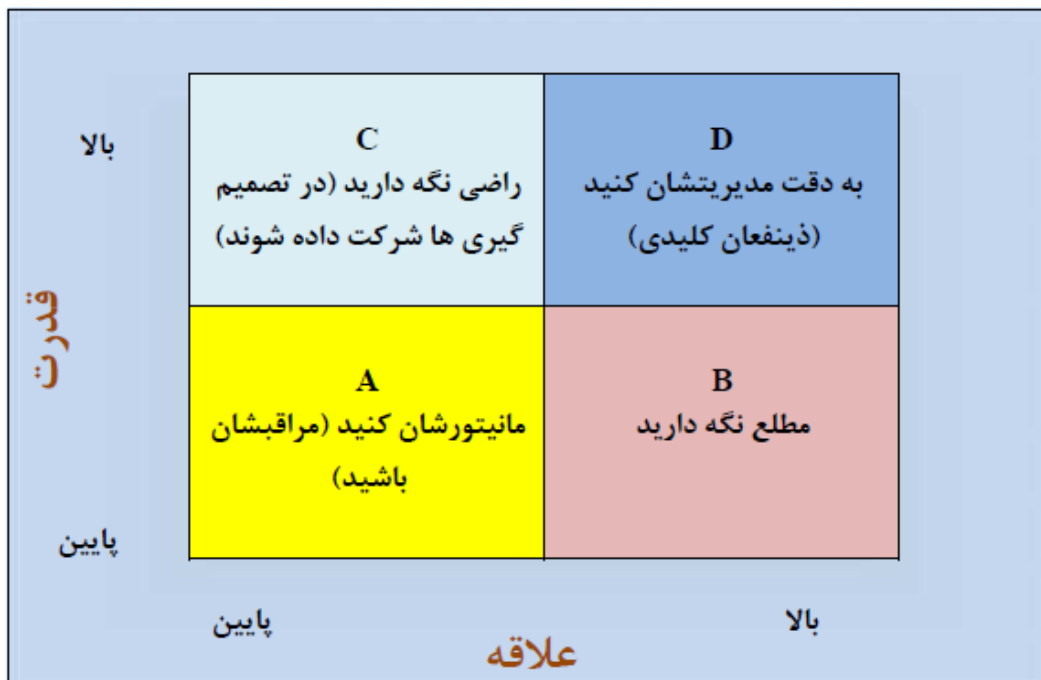 بالا
C
راضی نگه دارید (در تصمیم
گیری ها شرکت داده شوند)
D
به دقت مدیریتشان کنید
(ذینفعان کلیدی)
قدرت
A
مانیتورشان کنید (مراقبشان
باشید)
B
مطلع نگه دارید
پایین
پایین
بالا
علاقه